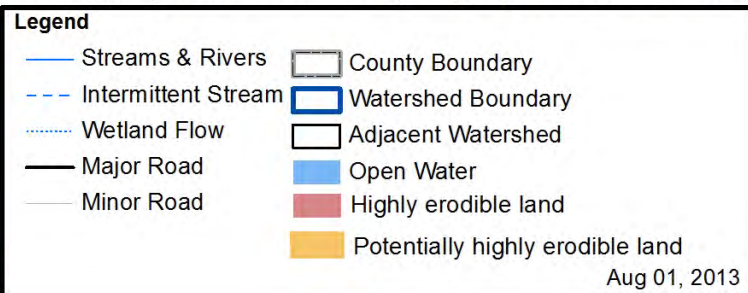 Legend
Streams & Rivers
Intermittent Stream
Wetland Flow
Major Road
Minor Road
County Boundary
Watershed Boundary
Adjacent Watershed
Open Water
Highly erodible land
Potentially highly erodible land
Aug 01, 2013